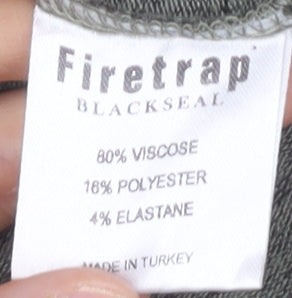 Firetrap
BLACKSEAL
80% VISCOSE
16% POLYESTER
4% ELASTANE
MADE IN TURKEY